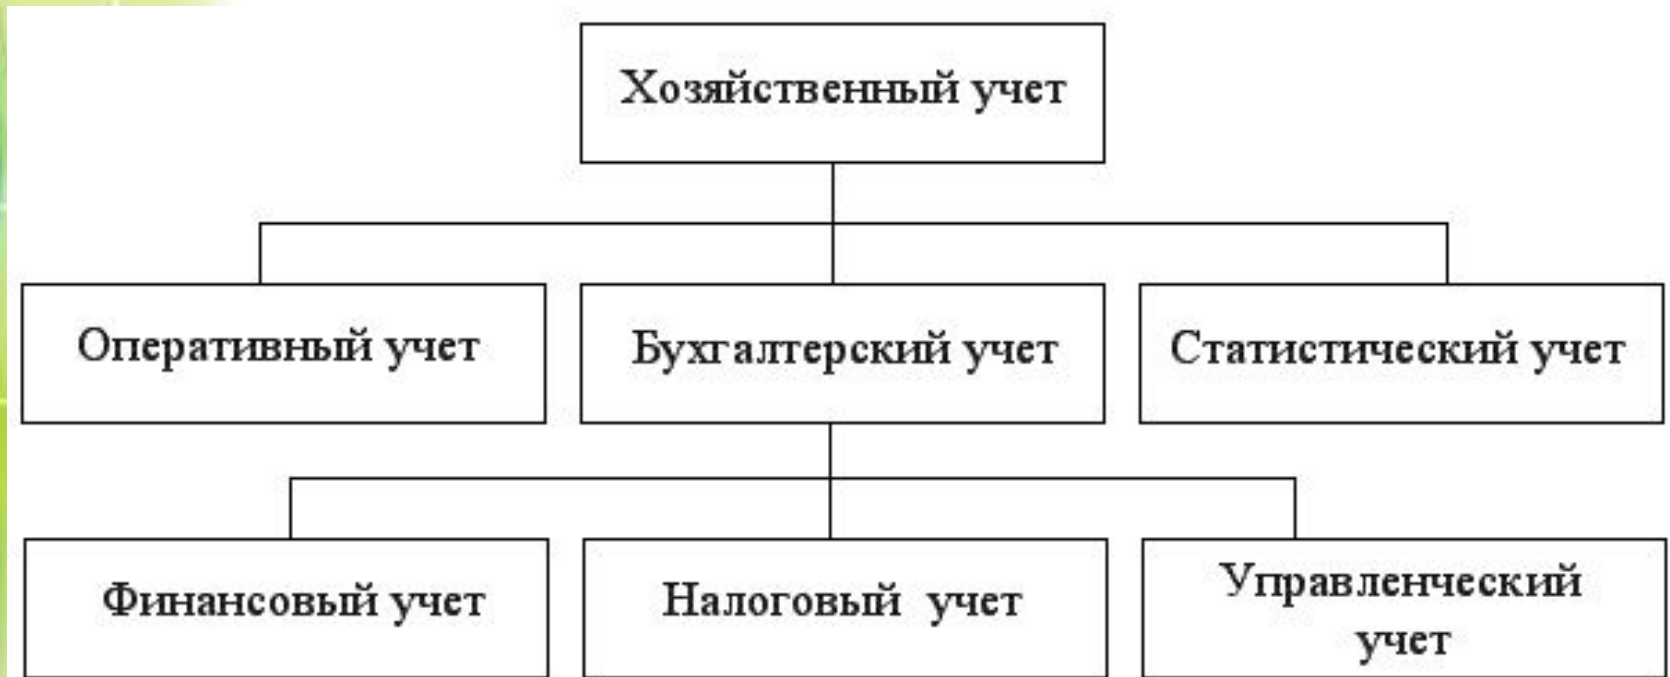 Хозяйственный учет
Оперативный учет
Бухгалтерский учет
Статистический учет
Финансовый учет
Налоговый учет
Управленческий
учет